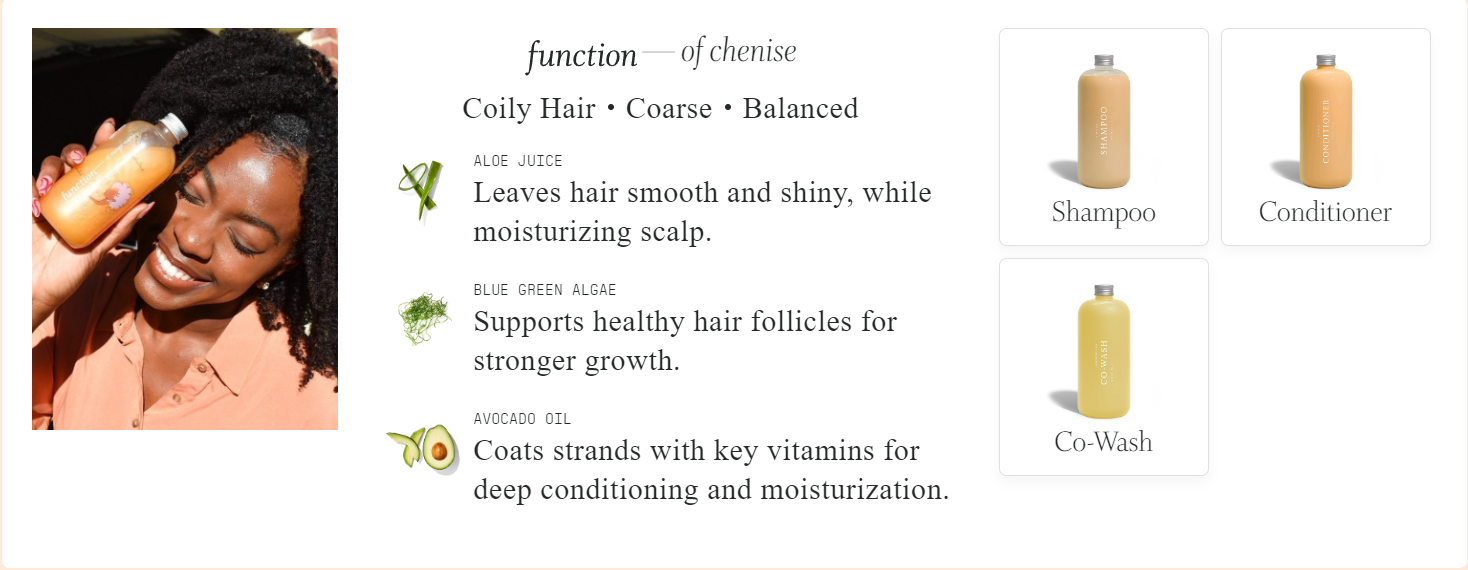 function — of chenise
Coily Hair • Coarse • Balanced
ALOE JUICE
Leaves hair smooth and shiny, while
moisturizing scalp.
BLUE GREEN ALGAE
Supports healthy hair follicles for
stronger growth.
AVOCADO OIL
Coats strands with key vitamins for
deep conditioning and moisturization.
function
SHAMPOO
Shampoo
CONDITIONER
Conditioner
CO-WASH
Co-Wash